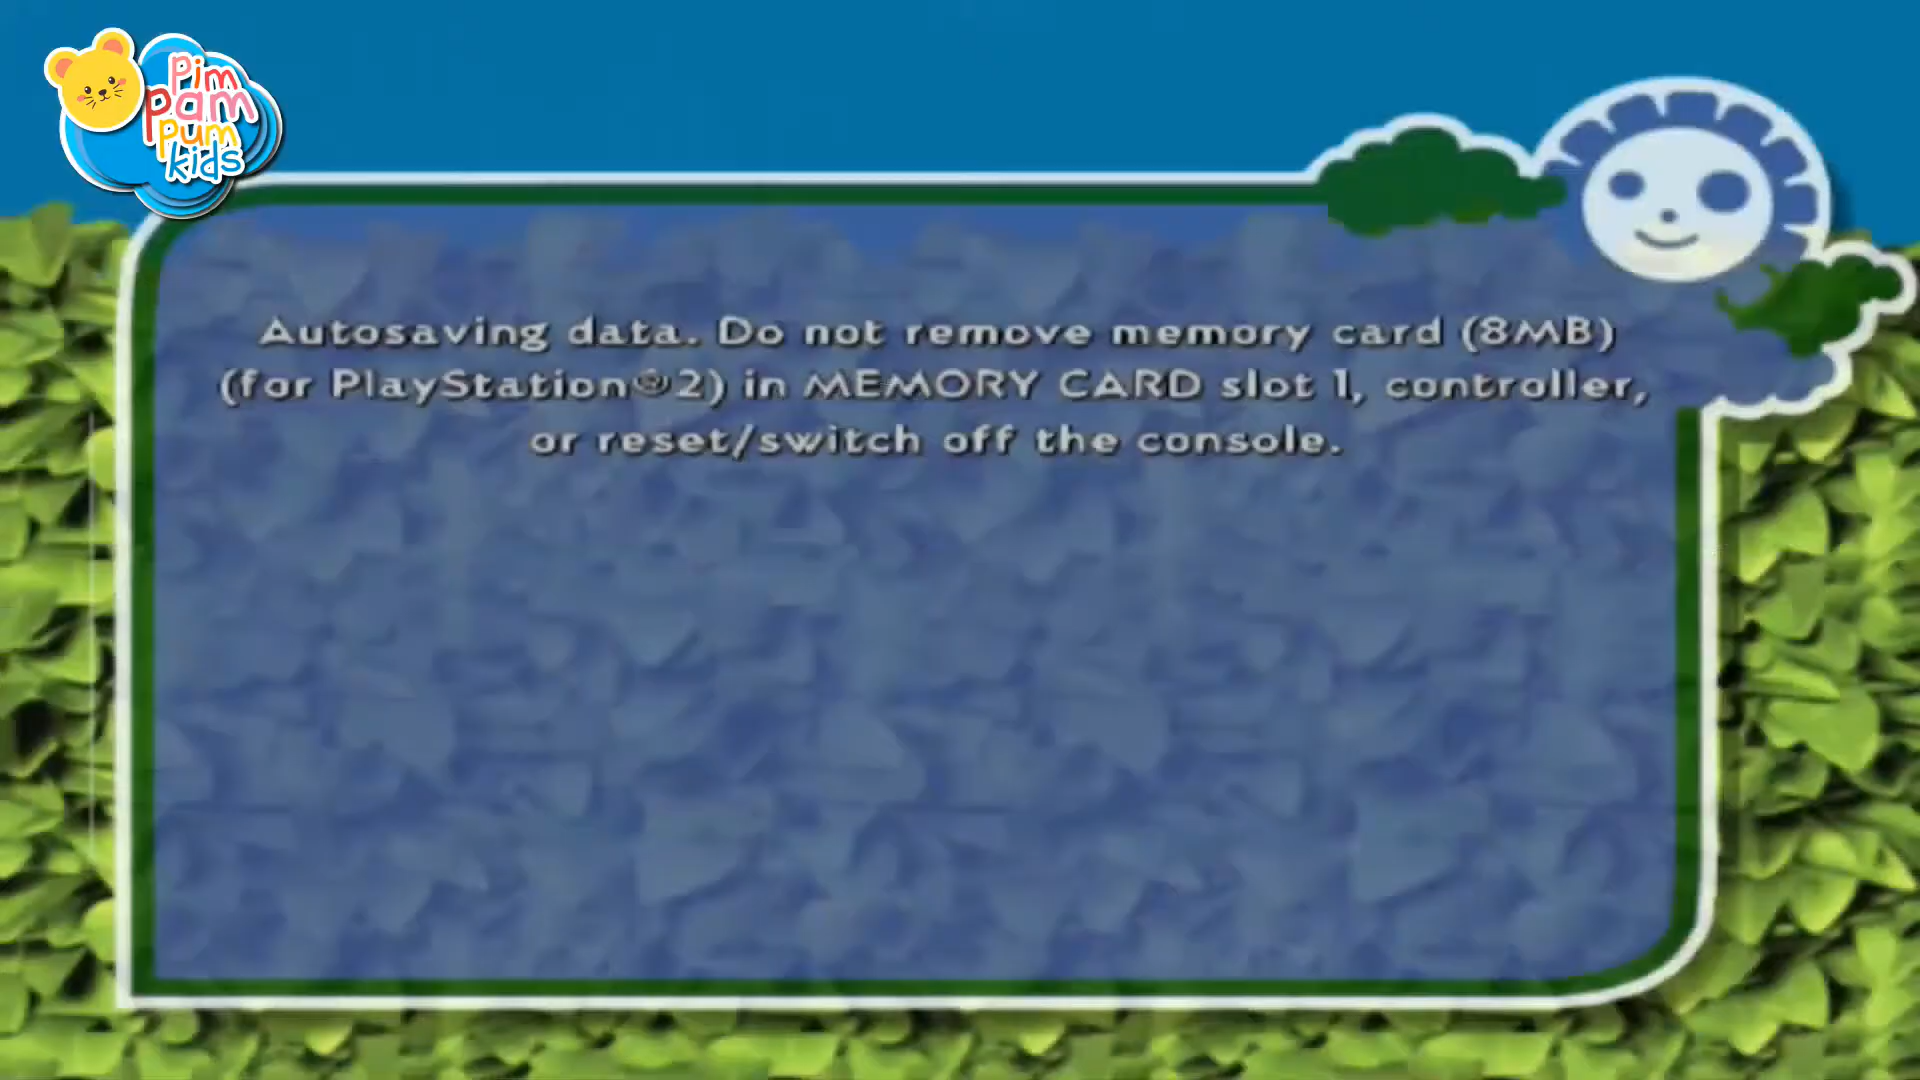 Pim
Pam
Pum
kids
Autosaving data. Do not remove memory card (8MB)
(for PlayStation®2) in MEMORY CARD slot 1, controller,
or reset/switch off the console.